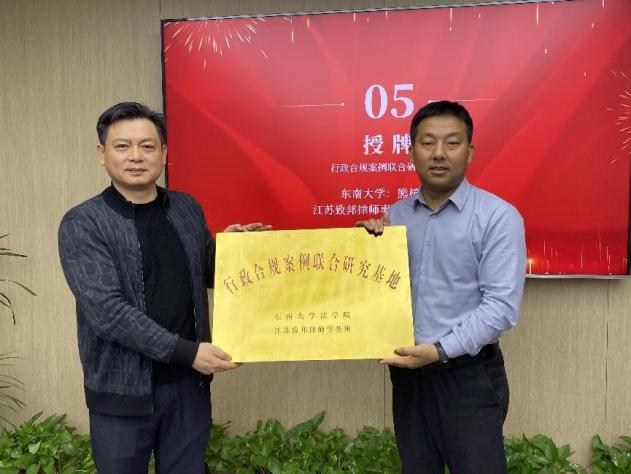 05
授牌
行政合规案例联合研
东南大学：熊
江苏致邦律师事
行政合规案例联合研究基地
东南大学法学院
江苏致邦律师事务所